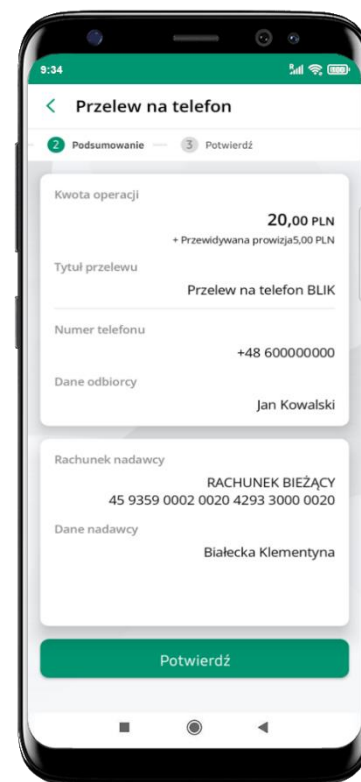 9:34
Przelew na telefon
2 Podsumowanie 3 Potwierdź
Kwota operacji
20,00 PLN
+ Przewidywana prowizja5,00 PLN
Tytuł przelewu
Przelew na telefon BLIK
Numer telefonu
+48 600000000
Dane odbiorcy
Jan Kowalski
Rachunek nadawcy
RACHUNEK BIEŻĄCY
45 9359 0002 0020 4293 3000 0020
Dane nadawcy
Białecka Klementyna
Potwierdź